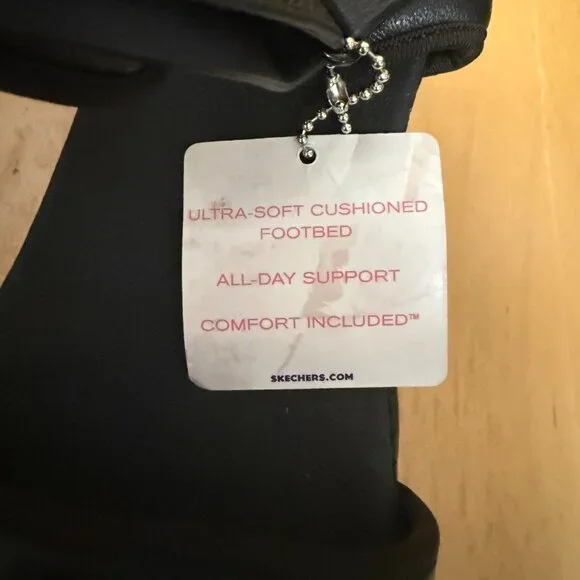 ULTRA-SOFT CUSHIONED
FOOTBED
ALL-DAY SUPPORT
COMFORT INCLUDED™
SKECHERS.COM